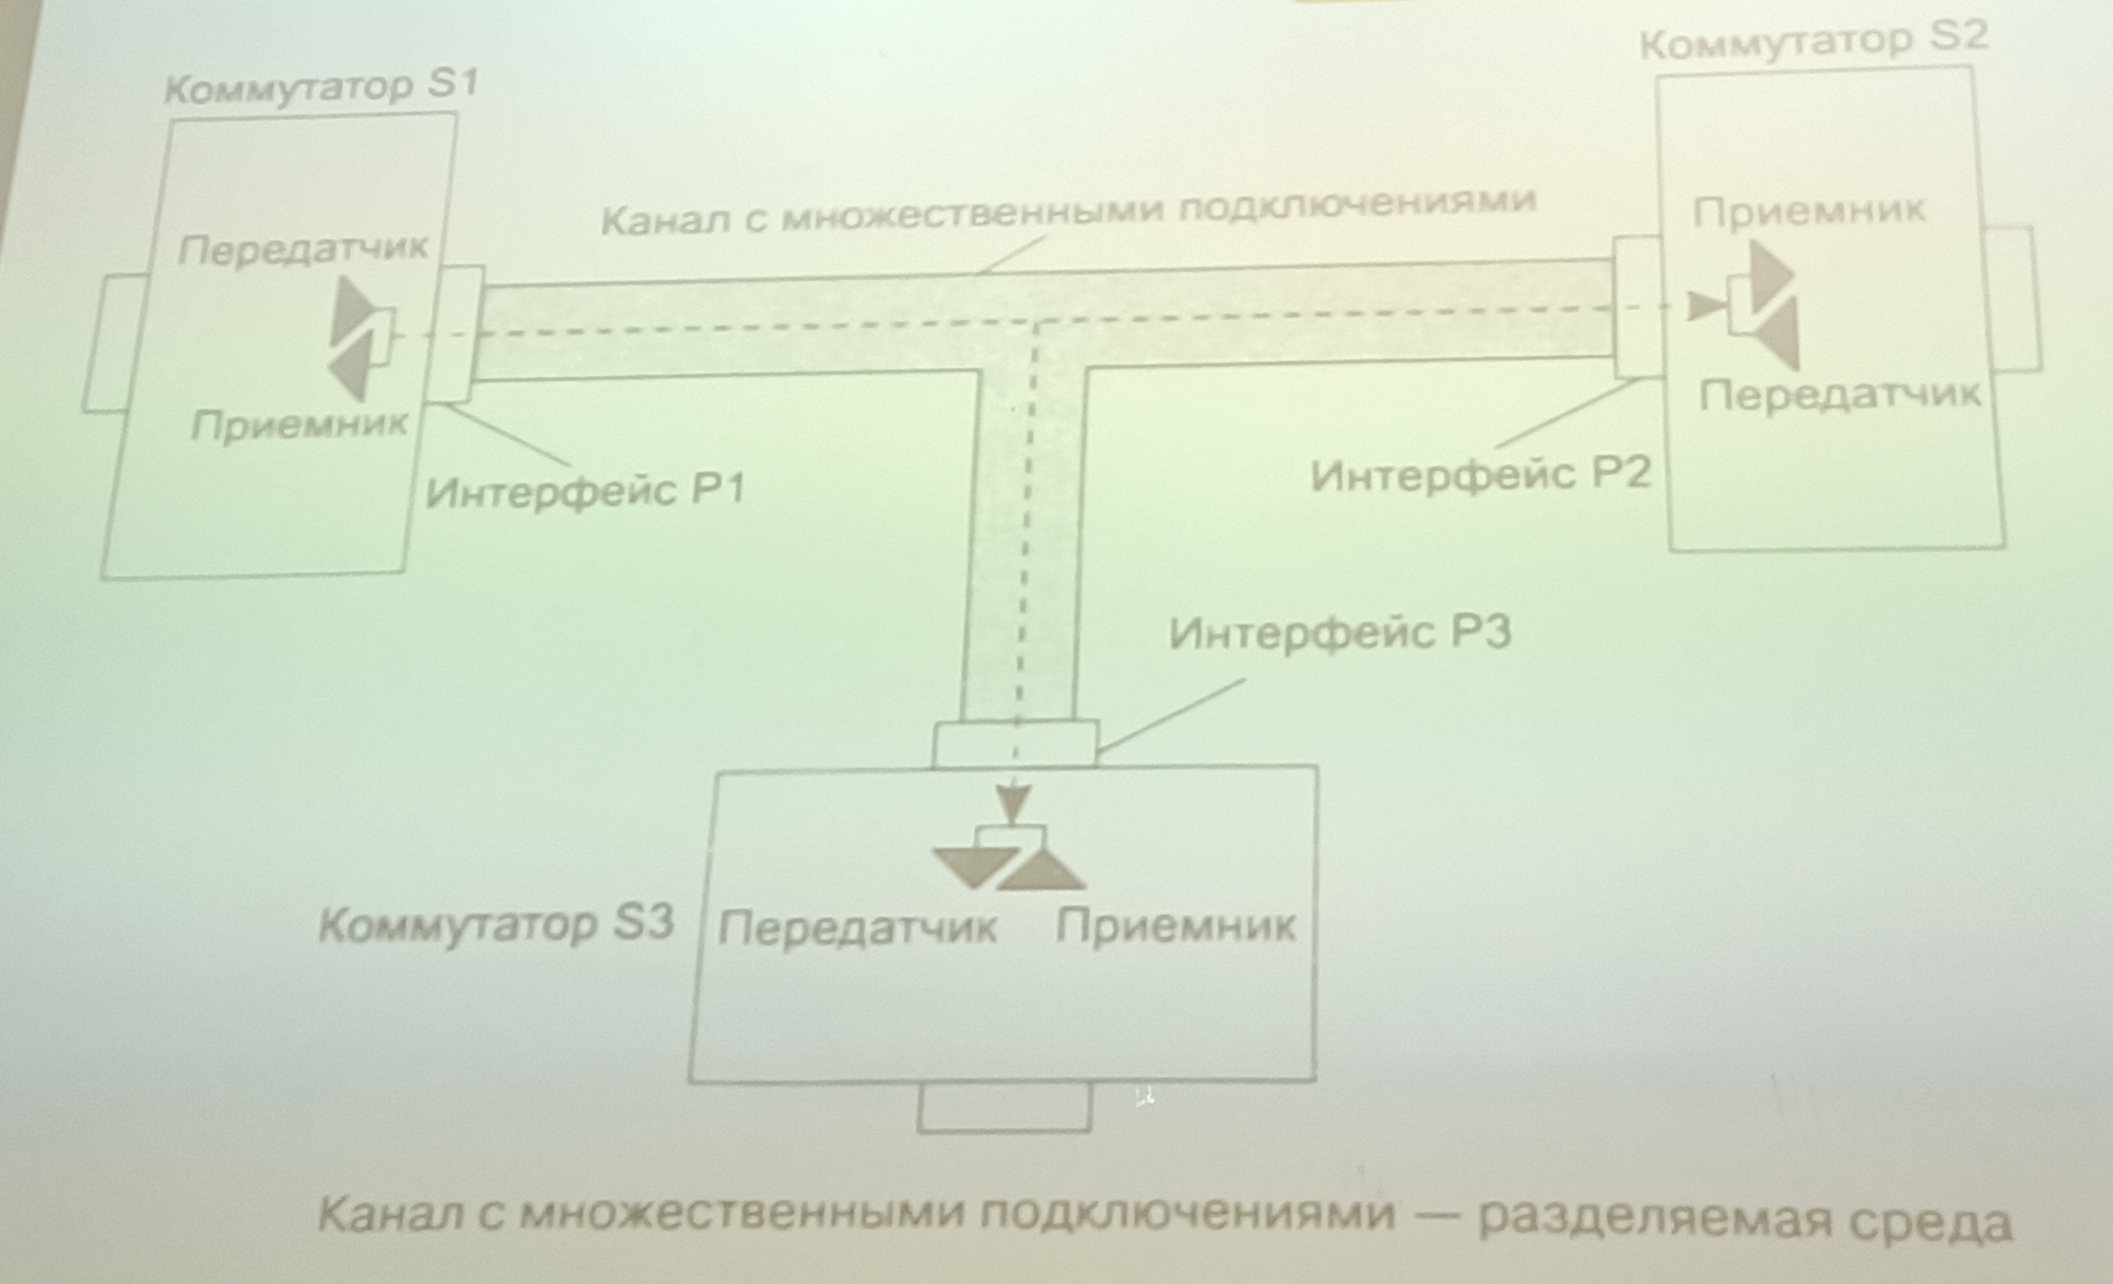 Коммутатор S1
Коммутатор S2
Канал с множественными подключениями
Передатчик
Приемник
Приемник
Передатчик
Интерфейс P1
Интерфейс P2
Интерфейс P3
Коммутатор S3
Передатчик
Приемник
Канал с множественными подключениями — разделяемая среда